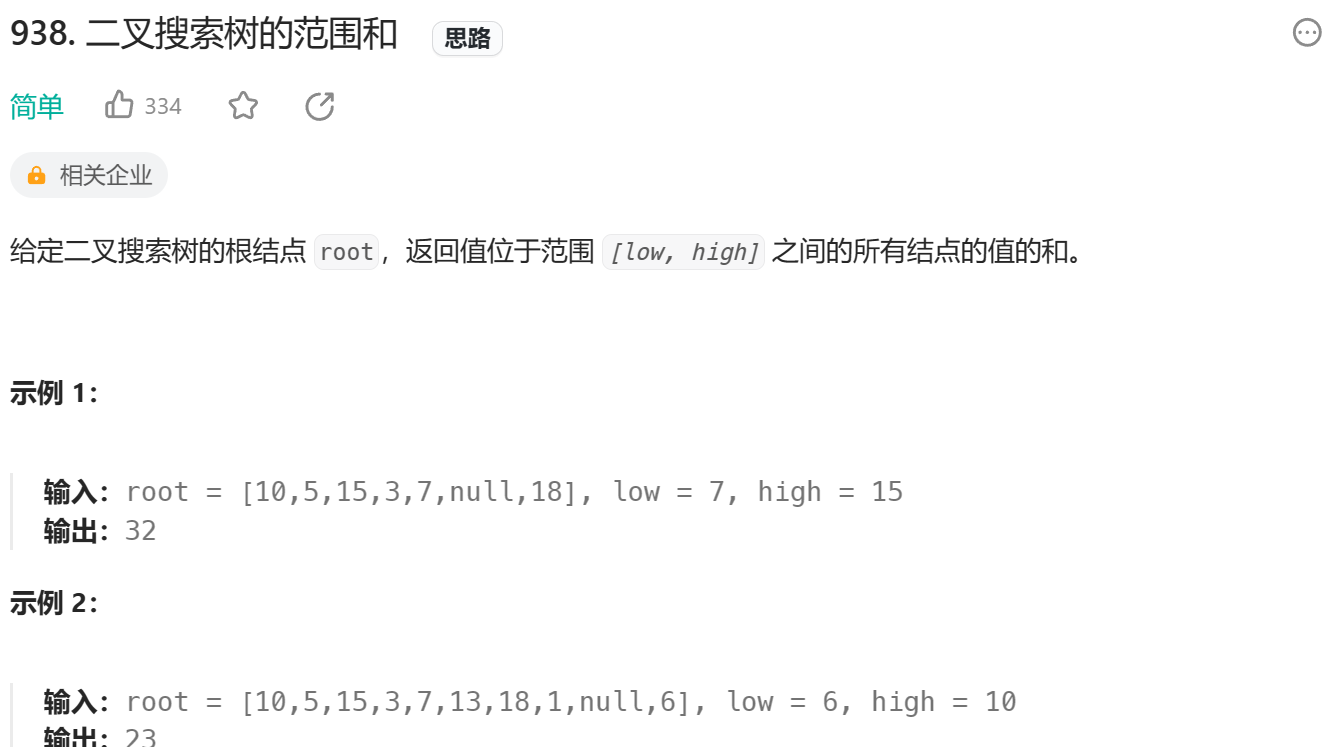 938. 二叉搜索树的范围和 思路
简单 334
相关企业
给定二叉搜索树的根结点 root，返回值位于范围 [low, high] 之间的所有结点的值的和。
示例 1：
输入：root = [10,5,15,3,7,null,18], low = 7, high = 15
输出：32
示例 2：
输入：root = [10,5,15,3,7,13,18,1,null,6], low = 6, high = 10
输出：23